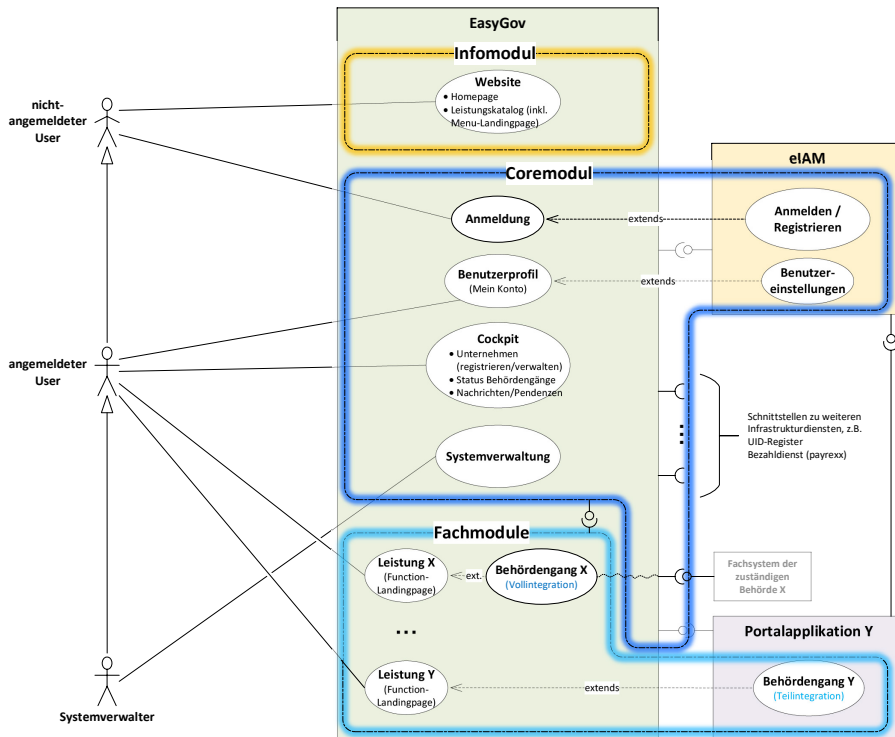 EasyGov
Infomodul
Website
• Homepage
• Leistungskatalog (inkl.
Menu-Landingpage)
nicht-
angemeldeter
User
Coremodul
eIAM
Anmeldung
extends
Anmelden /
Registrieren
Benutzerprofil
(Mein Konto)
extends
Benutzer-
einstellungen
Cockpit
• Unternehmen
(registrieren/verwalten)
• Status Behördengänge
• Nachrichten/Pendenzen
angemeldeter
User
...
Schnittstellen zu weiteren
Infrastrukturdiensten, z.B.
UID-Register
Bezahldienst (payrexx)
Systemverwaltung
Fachmodule
Leistung X
(Function-
Landingpage)
ext.
Behördengang X
(Vollintegration)
Fachsystem der
zuständigen
Behörde X
...
Portalapplikation Y
Leistung Y
(Function-
Landingpage)
extends
Behördengang Y
(Teilintegration)
Systemverwalter